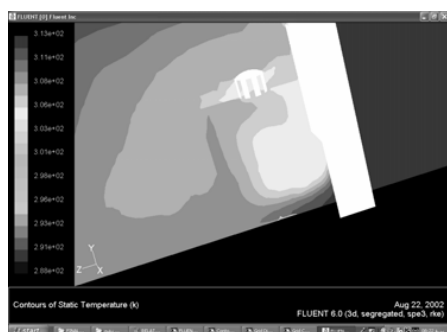 FLUENT [0] Fluent Inc
3.13e+02
3.11e+02
3.08e+02
3.06e+02
3.03e+02
3.01e+02
2.98e+02
2.96e+02
2.93e+02
2.91e+02
2.88e+02
Y
Z X
Contours of Static Temperature (k)
Aug 22, 2002
FLUENT 6.0 (3d, segregated, spe3, rke)